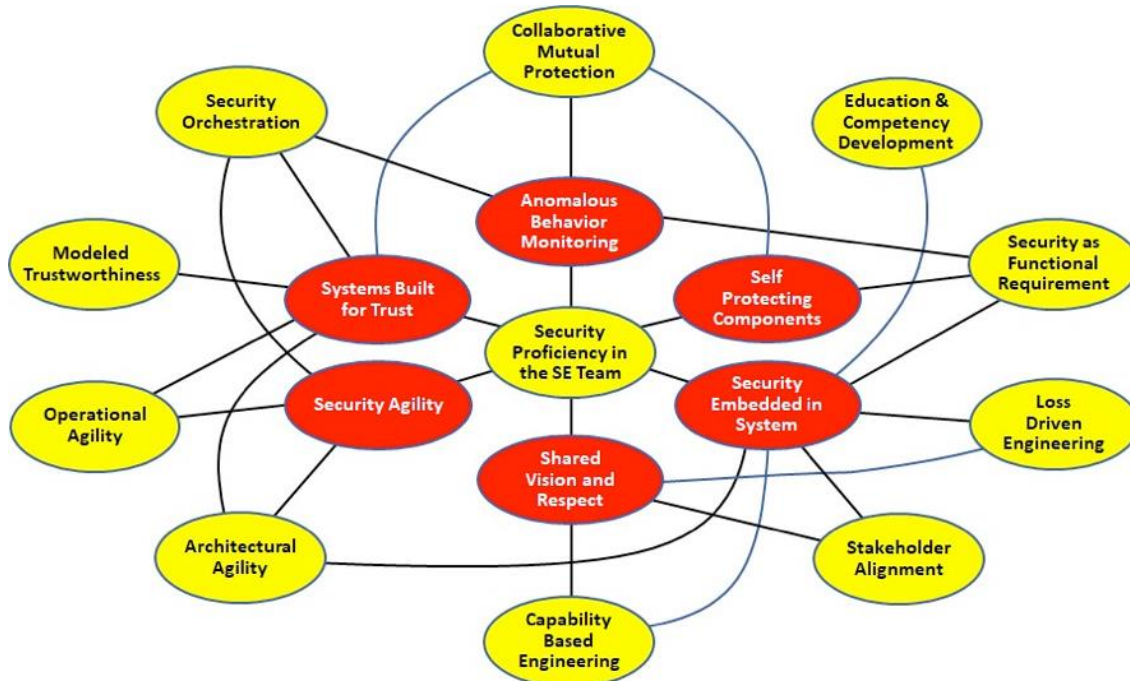 Collaborative
Mutual
Protection
Security
Orchestration
Education &
Competency
Development
Anomalous
Behavior
Monitoring
Modeled
Trustworthiness
Security as
Functional
Requirement
Systems Built
for Trust
Self
Protecting
Components
Security
Proficiency in
the SE Team
Operational
Agility
Security Agility
Security
Embedded in
System
Loss
Driven
Engineering
Shared
Vision and
Respect
Architectural
Agility
Stakeholder
Alignment
Capability
Based
Engineering